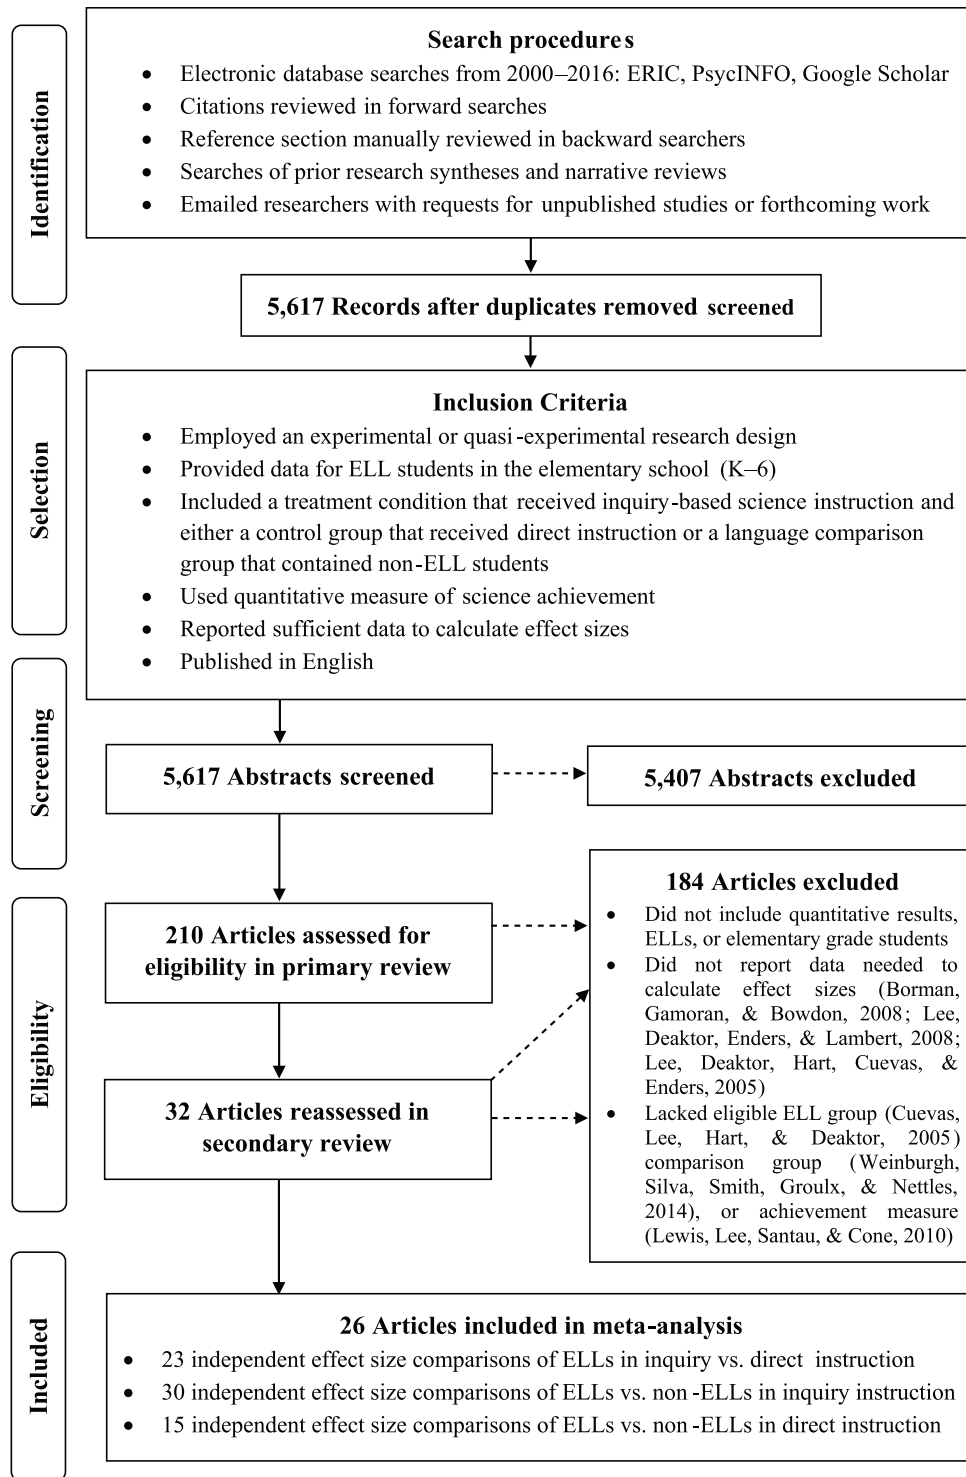 Identification
Search procedures
• Electronic database searches from 2000–2016: ERIC, PsycINFO, Google Scholar
• Citations reviewed in forward searches
• Reference section manually reviewed in backward searchers
• Searches of prior research syntheses and narrative reviews
• Emailed researchers with requests for unpublished studies or forthcoming work
5,617 Records after duplicates removed screened
Selection
Inclusion Criteria
• Employed an experimental or quasi-experimental research design
• Provided data for ELL students in the elementary school (K–6)
• Included a treatment condition that received inquiry-based science instruction and
either a control group that received direct instruction or a language comparison
group that contained non-ELL students
• Used quantitative measure of science achievement
• Reported sufficient data to calculate effect sizes
• Published in English
Screening
5,617 Abstracts screened
5,407 Abstracts excluded
Eligibility
210 Articles assessed for
eligibility in primary review
32 Articles reassessed in
secondary review
184 Articles excluded
• Did not include quantitative results,
ELLs, or elementary grade students
• Did not report data needed to
calculate effect sizes (Borman,
Gamoran, & Bowdon, 2008; Lee,
Deaktor, Enders, & Lambert, 2008;
Lee, Deaktor, Hart, Cuevas, &
Enders, 2005)
• Lacked eligible ELL group (Cuevas,
Lee, Hart, & Deaktor, 2005)
comparison group (Weinburgh,
Silva, Smith, Groulx, & Nettles,
2014), or achievement measure
(Lewis, Lee, Santau, & Cone, 2010)
Included
26 Articles included in meta-analysis
• 23 independent effect size comparisons of ELLs in inquiry vs. direct instruction
• 30 independent effect size comparisons of ELLs vs. non-ELLs in inquiry instruction
• 15 independent effect size comparisons of ELLs vs. non-ELLs in direct instruction